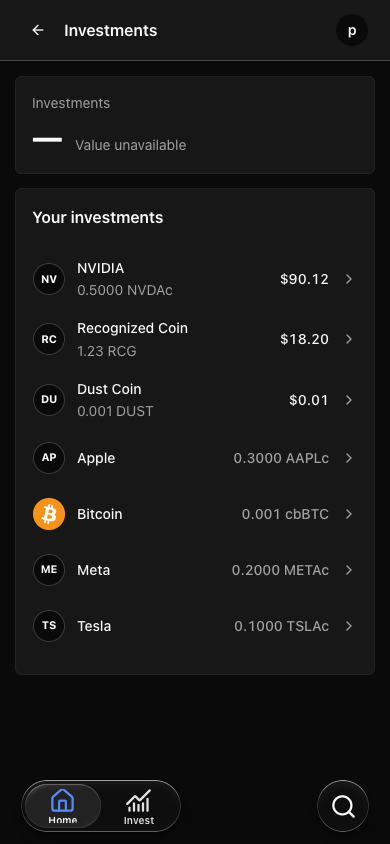 Investments
p
Investments
— Value unavailable
Your investments
NV
NVIDIA
0.5000 NVDAc
$90.12
RC
Recognized Coin
1.23 RCG
$18.20
DU
Dust Coin
0.001 DUST
$0.01
AP
Apple
0.3000 AAPLc
Bitcoin
0.001 cbBTC
ME
Meta
0.2000 METAc
TS
Tesla
0.1000 TSLAc
Home
Invest